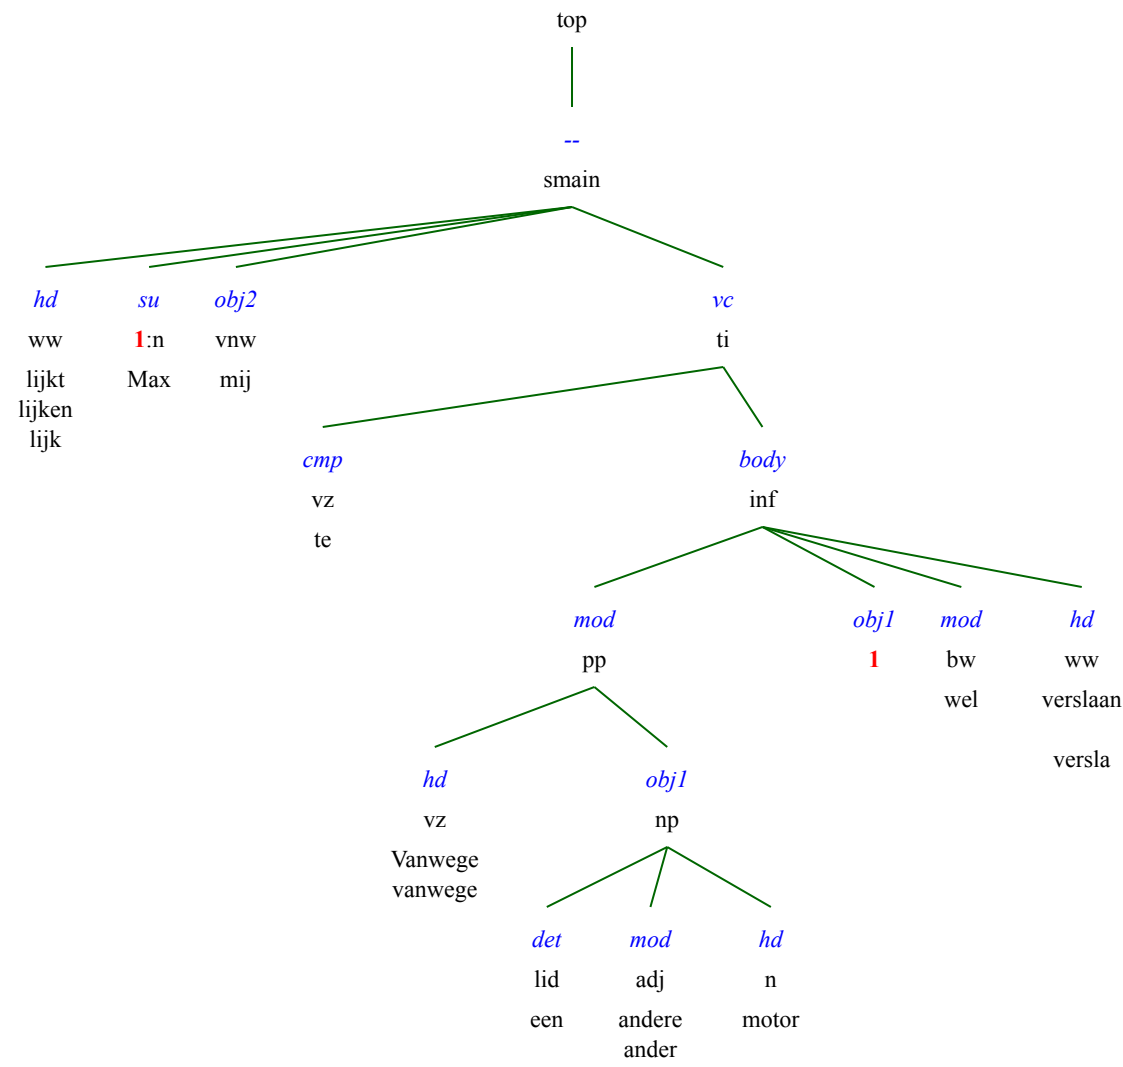 top
--
smain
hd su obj2 vc
ww 1:n vnw ti
lijkt Max mij
lijken
lijk
cmp body
vz inf
te
mod obj1 mod hd
pp 1 bw ww
wel verslaan
versla
hd obj1
vz np
Vanwege
vanwege
det mod hd
lid adj n
een andere motor
ander